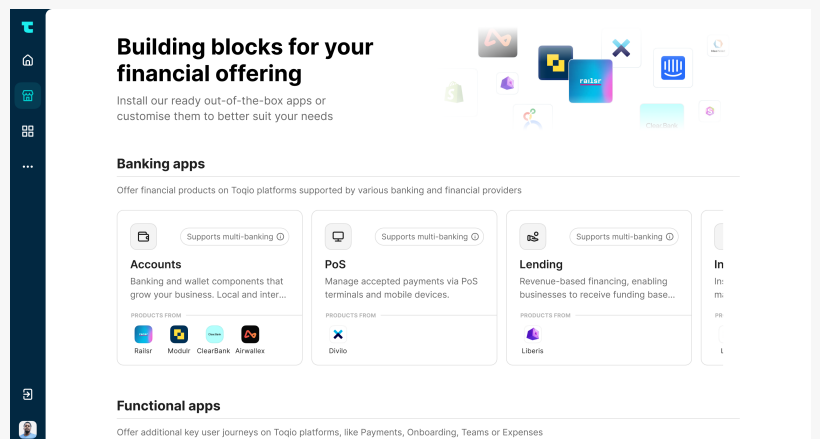 Building blocks for your
financial offering
Install our ready out-of-the-box apps or
customise them to better suit your needs
railsr
ClearBank
Banking apps
Offer financial products on Toqio platforms supported by various banking and financial providers
Supports multi-banking
Accounts
Banking and wallet components that
grow your business. Local and inter...
PRODUCTS FROM
Railsr
Modulr
ClearBank
Airwallex
Supports multi-banking
PoS
Manage accepted payments via PoS
terminals and mobile devices.
PRODUCTS FROM
Divilo
Supports multi-banking
Lending
Revenue-based financing, enabling
businesses to receive funding base...
PRODUCTS FROM
Liberis
In
Ins
ma
PR
L
Functional apps
Offer additional key user journeys on Toqio platforms, like Payments, Onboarding, Teams or Expenses